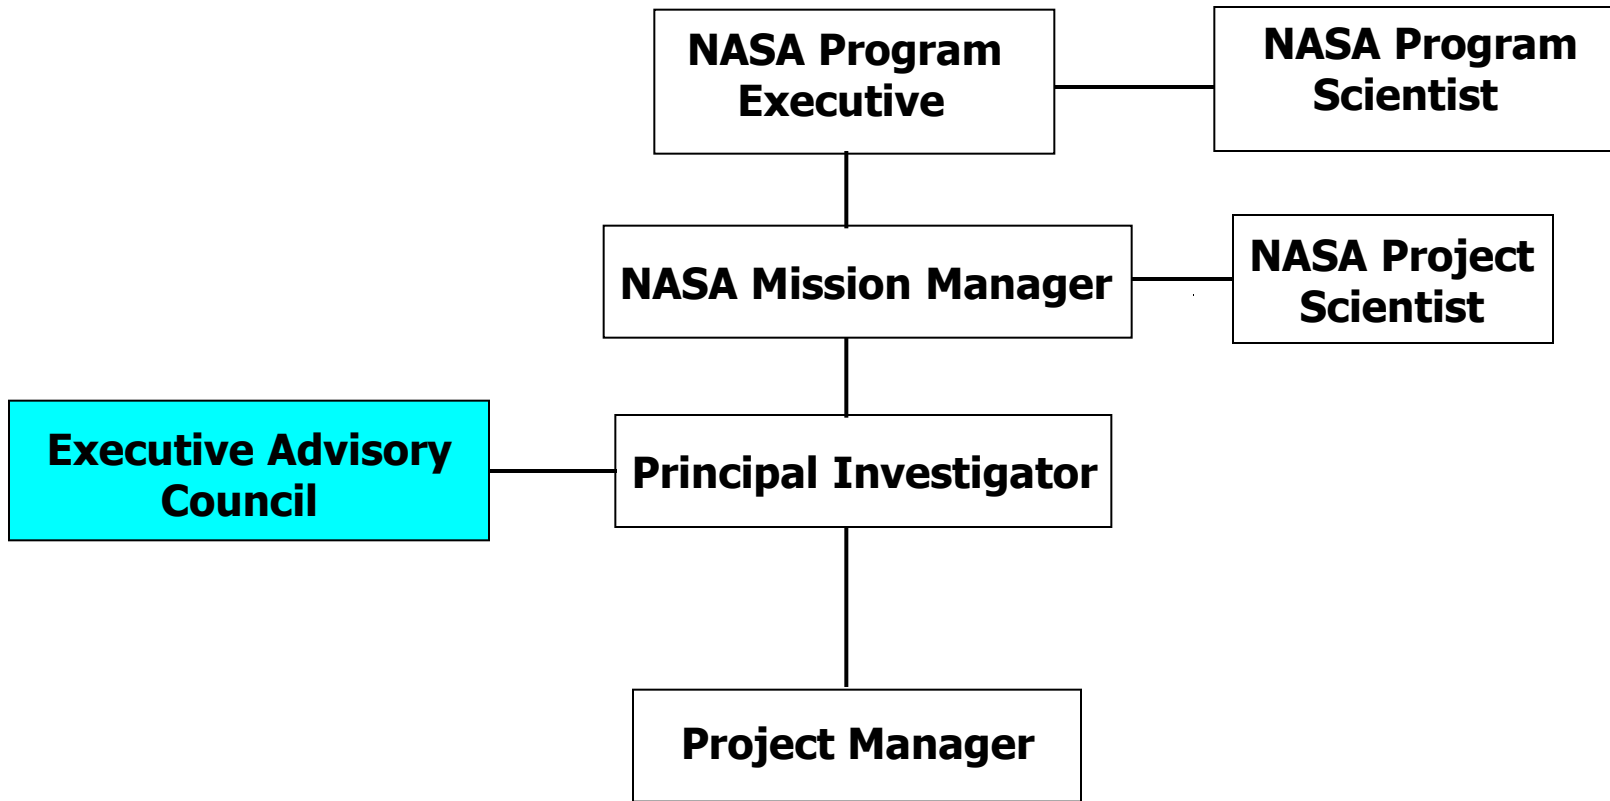 NASA Program
Executive
NASA Program
Scientist
NASA Mission Manager
NASA Project
Scientist
Executive Advisory
Council
Principal Investigator
Project Manager